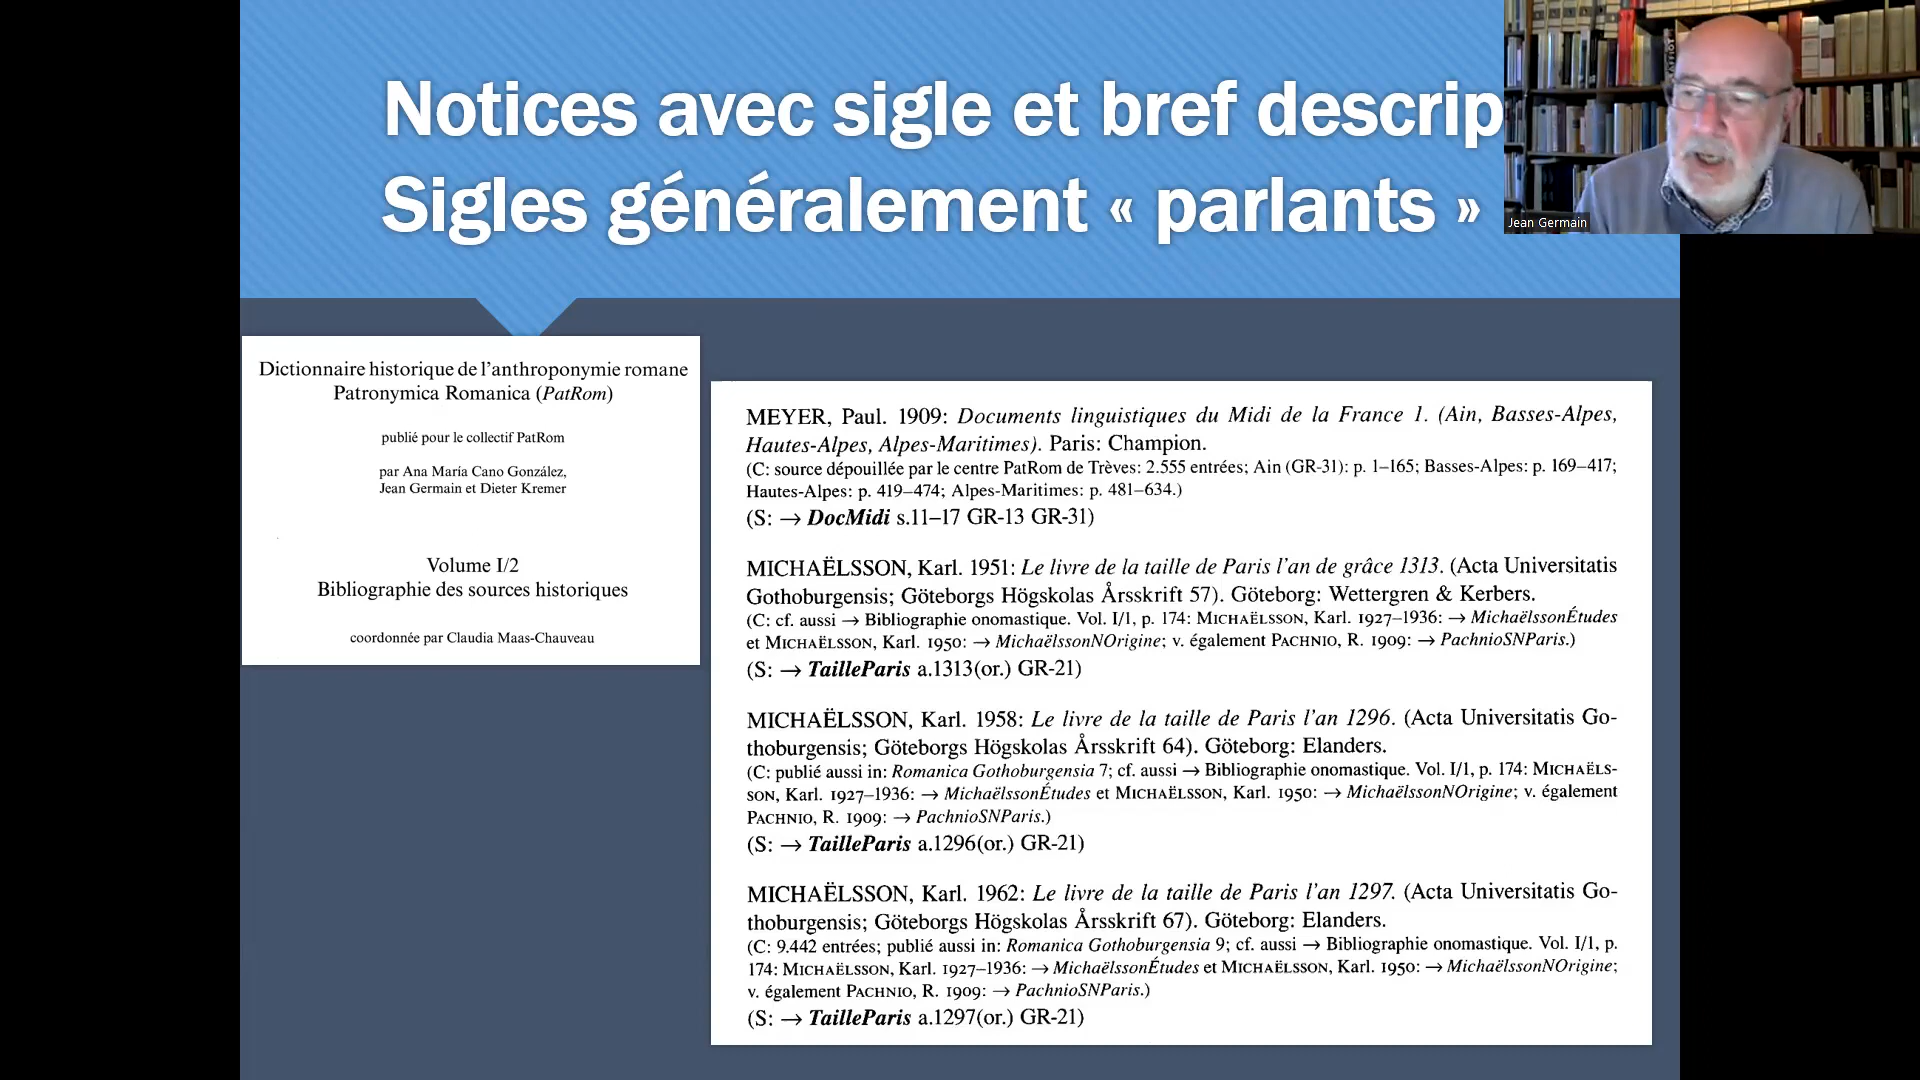 Notices avec sigle et bref descrip
Sigles généralement « parlants »
Jean Germain
Dictionnaire historique de l'anthroponymie romane
Patronymica Romanica (PatRom)
publié pour le collectif PatRom
par Ana María Cano González,
Jean Germain et Dieter Kremer
Volume I/2
Bibliographie des sources historiques
coordonnée par Claudia Maas-Chauveau
MEYER, Paul. 1909: Documents linguistiques du Midi de la France 1. (Ain, Basses-Alpes,
Hautes-Alpes, Alpes-Maritimes). Paris: Champion.
(C: source dépouillée par le centre PatRom de Trèves: 2.555 entrées; Ain (GR-31): p. 1–165; Basses-Alpes: p. 169–417;
Hautes-Alpes: p. 419–474; Alpes-Maritimes: p. 481–634.)
(S: → DocMidi s.11–17 GR-13 GR-31)
MICHAËLSSON, Karl. 1951: Le livre de la taille de Paris l'an de grâce 1313. (Acta Universitatis
Gothoburgensis; Göteborgs Högskolas Årsskrift 57). Göteborg: Wettergren & Kerbers.
(C: cf. aussi → Bibliographie onomastique. Vol. I/1, p. 174: MICHAËLSSON, Karl. 1927–1936: → MichaëlssonÉtudes
et MICHAËLSSON, Karl. 1950: → MichaëlssonNOrigine; v. également PACHNIO, R. 1909: → PachnioSNParis.)
(S: → TailleParis a.1313(or.) GR-21)
MICHAËLSSON, Karl. 1958: Le livre de la taille de Paris l'an 1296. (Acta Universitatis Go-
thoburgensis; Göteborgs Högskolas Årsskrift 64). Göteborg: Elanders.
(C: publié aussi in: Romanica Gothoburgensia 7; cf. aussi → Bibliographie onomastique. Vol. I/1, p. 174: MICHAËLS-
SON, Karl. 1927–1936: → MichaëlssonÉtudes et MICHAËLSSON, Karl. 1950: → MichaëlssonNOrigine; v. également
PACHNIO, R. 1909: → PachnioSNParis.)
(S: → TailleParis a.1296(or.) GR-21)
MICHAËLSSON, Karl. 1962: Le livre de la taille de Paris l'an 1297. (Acta Universitatis Go-
thoburgensis; Göteborgs Högskolas Årsskrift 67). Göteborg: Elanders.
(C: 9.442 entrées; publié aussi in: Romanica Gothoburgensia 9; cf. aussi → Bibliographie onomastique. Vol. I/1, p.
174: MICHAËLSSON, Karl. 1927–1936: → MichaëlssonÉtudes et MICHAËLSSON, Karl. 1950: → MichaëlssonNOrigine;
v. également PACHNIO, R. 1909: → PachnioSNParis.)
(S: → TailleParis a.1297(or.) GR-21)